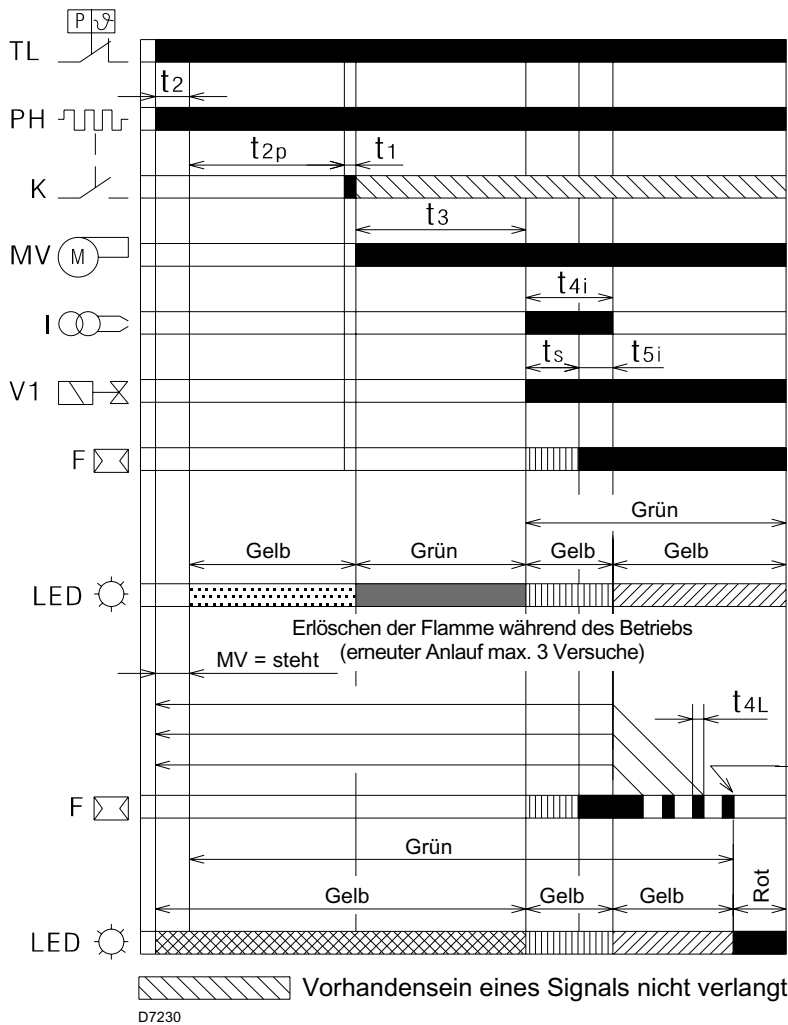 P ϑ
TL
t2
PH
t2p t1
K
t3
MV M
t4i
I
ts t5i
V1
F
Grün
Gelb Grün Gelb Gelb
LED
Erlöschen der Flamme während des Betriebs
(erneuter Anlauf max. 3 Versuche)
MV = steht
t4L
F
Grün
Gelb Gelb Gelb Rot
LED
Vorhandensein eines Signals nicht verlangt
D7230